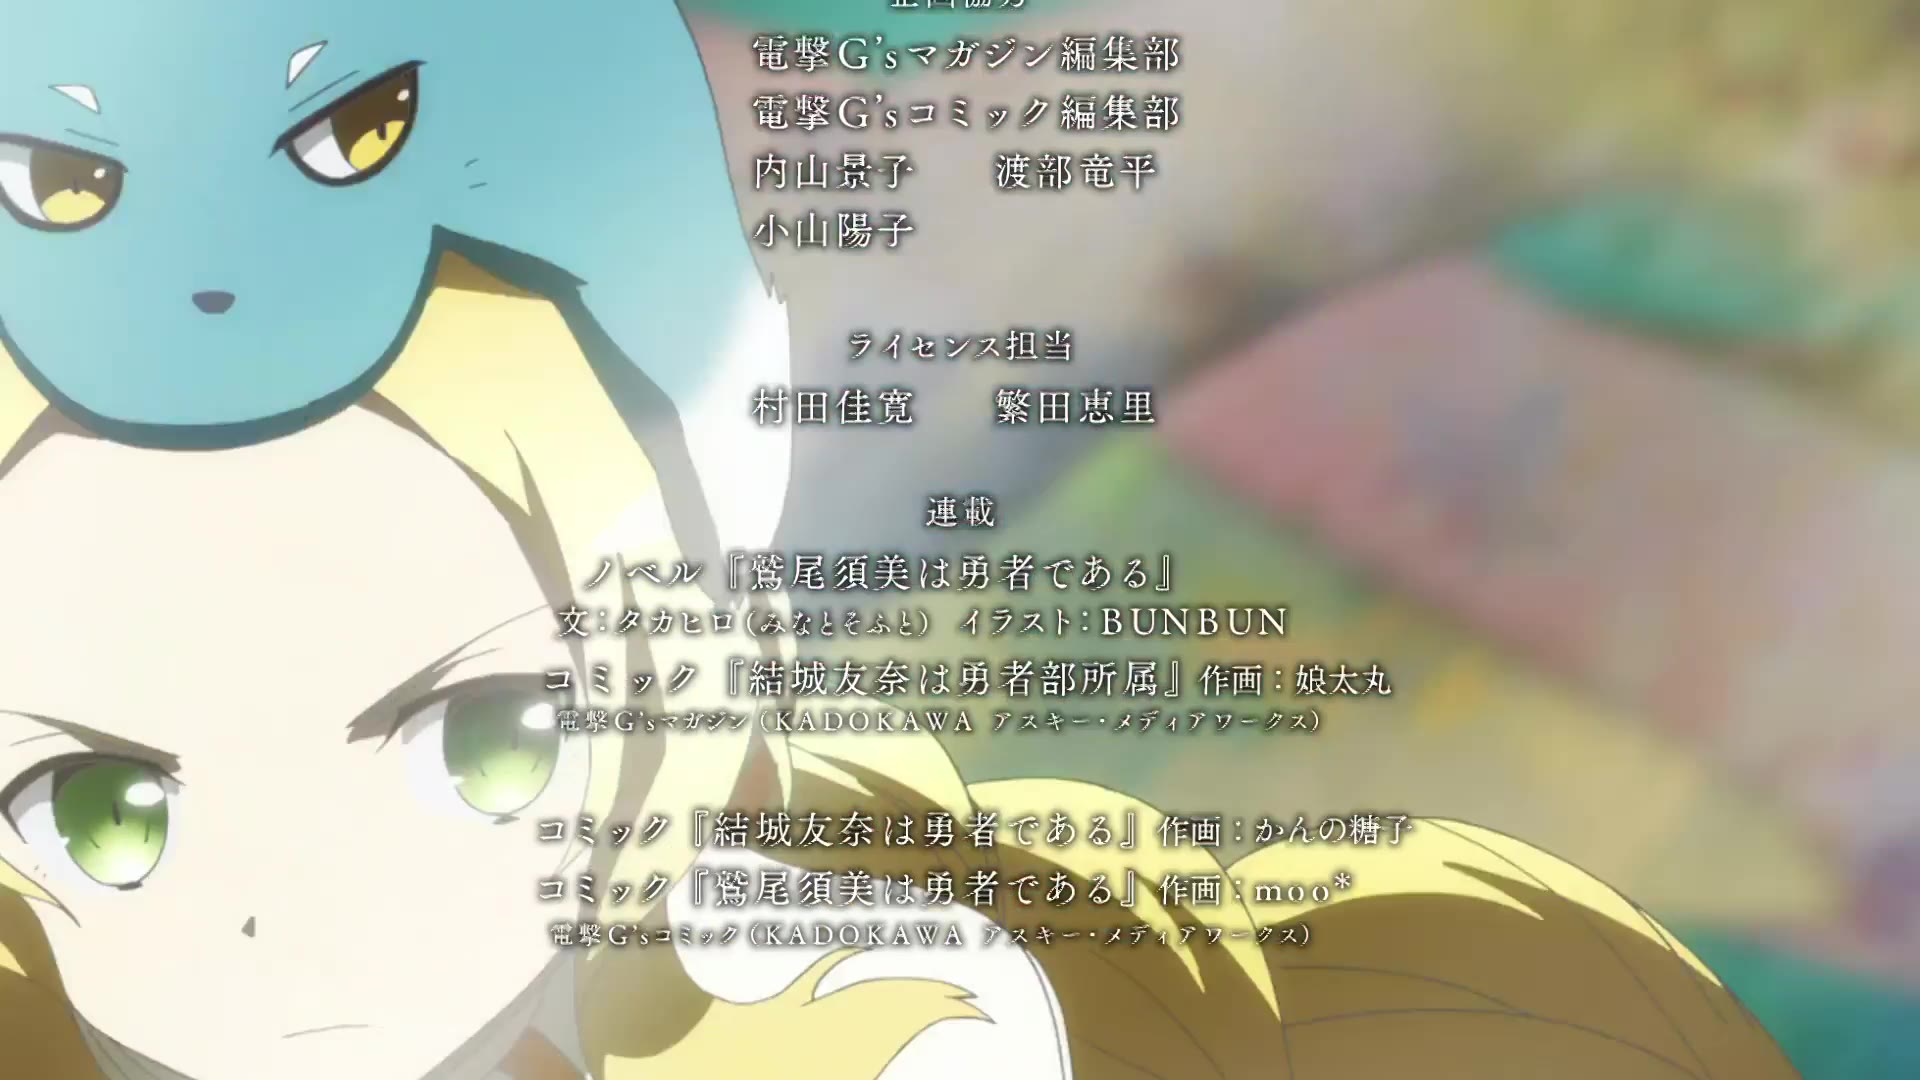 企画協力
電撃G'sマガジン編集部
電撃G'sコミック編集部
内山景子　　渡部竜平
小山陽子
ライセンス担当
村田佳寛　　繁田恵里
連載
ノベル『鷲尾須美は勇者である』
文：タカヒロ（みなとそふと）　イラスト：BUNBUN
コミック『結城友奈は勇者部所属』作画：娘太丸
電撃G'sマガジン（KADOKAWA アスキー・メディアワークス）
コミック『結城友奈は勇者である』作画：かんの糖子
コミック『鷲尾須美は勇者である』作画：moo*
電撃G'sコミック（KADOKAWA アスキー・メディアワークス）